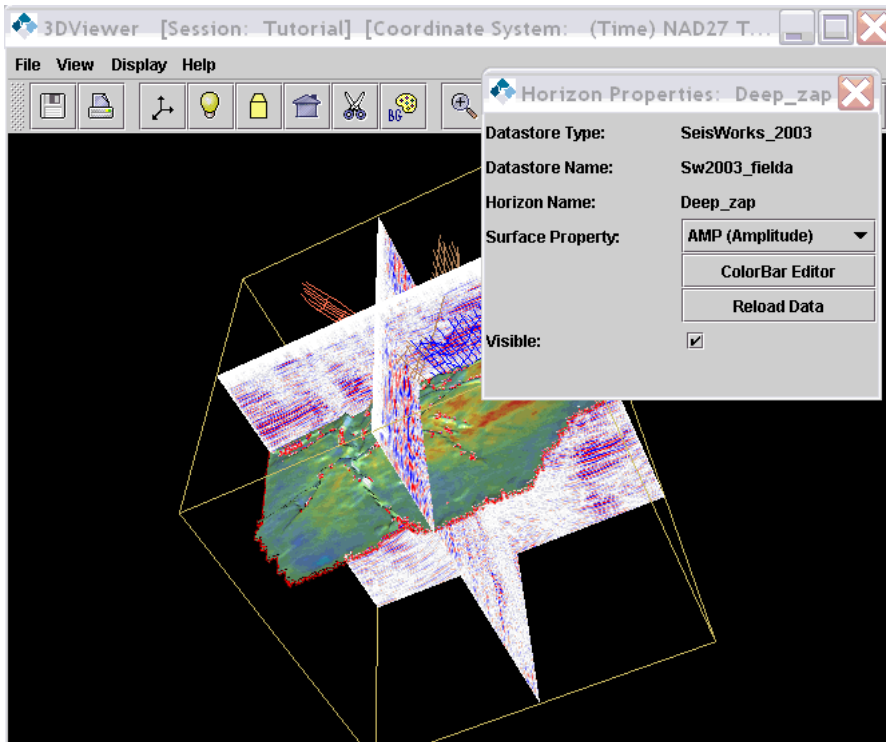 3DViewer [Session: Tutorial] [Coordinate System: (Time) NAD27 T...
File View Display Help
BG
Horizon Properties: Deep_zap
Datastore Type: SeisWorks_2003
Datastore Name: Sw2003_fielda
Horizon Name: Deep_zap
Surface Property: AMP (Amplitude)
ColorBar Editor
Reload Data
Visible: